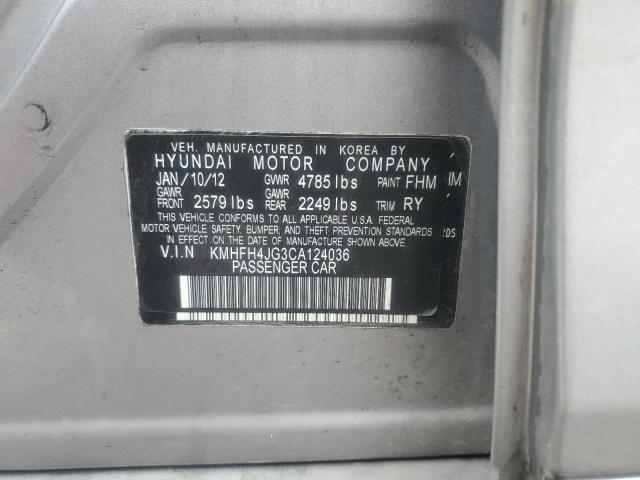 VEH. MANUFACTURED IN KOREA BY
HYUNDAI MOTOR COMPANY
JAN/10/12 GVWR 4785 lbs PAINT FHM IM
GAWR FRONT 2579 lbs GAWR REAR 2249 lbs TRIM RY
THIS VEHICLE CONFORMS TO ALL APPLICABLE U.S.A. FEDERAL
MOTOR VEHICLE SAFETY, BUMPER, AND THEFT PREVENTION STANDARDS RDS
IN EFFECT ON THE DATE OF MANUFACTURE SHOWN ABOVE.
V.I.N KMHFH4JG3CA124036
PASSENGER CAR